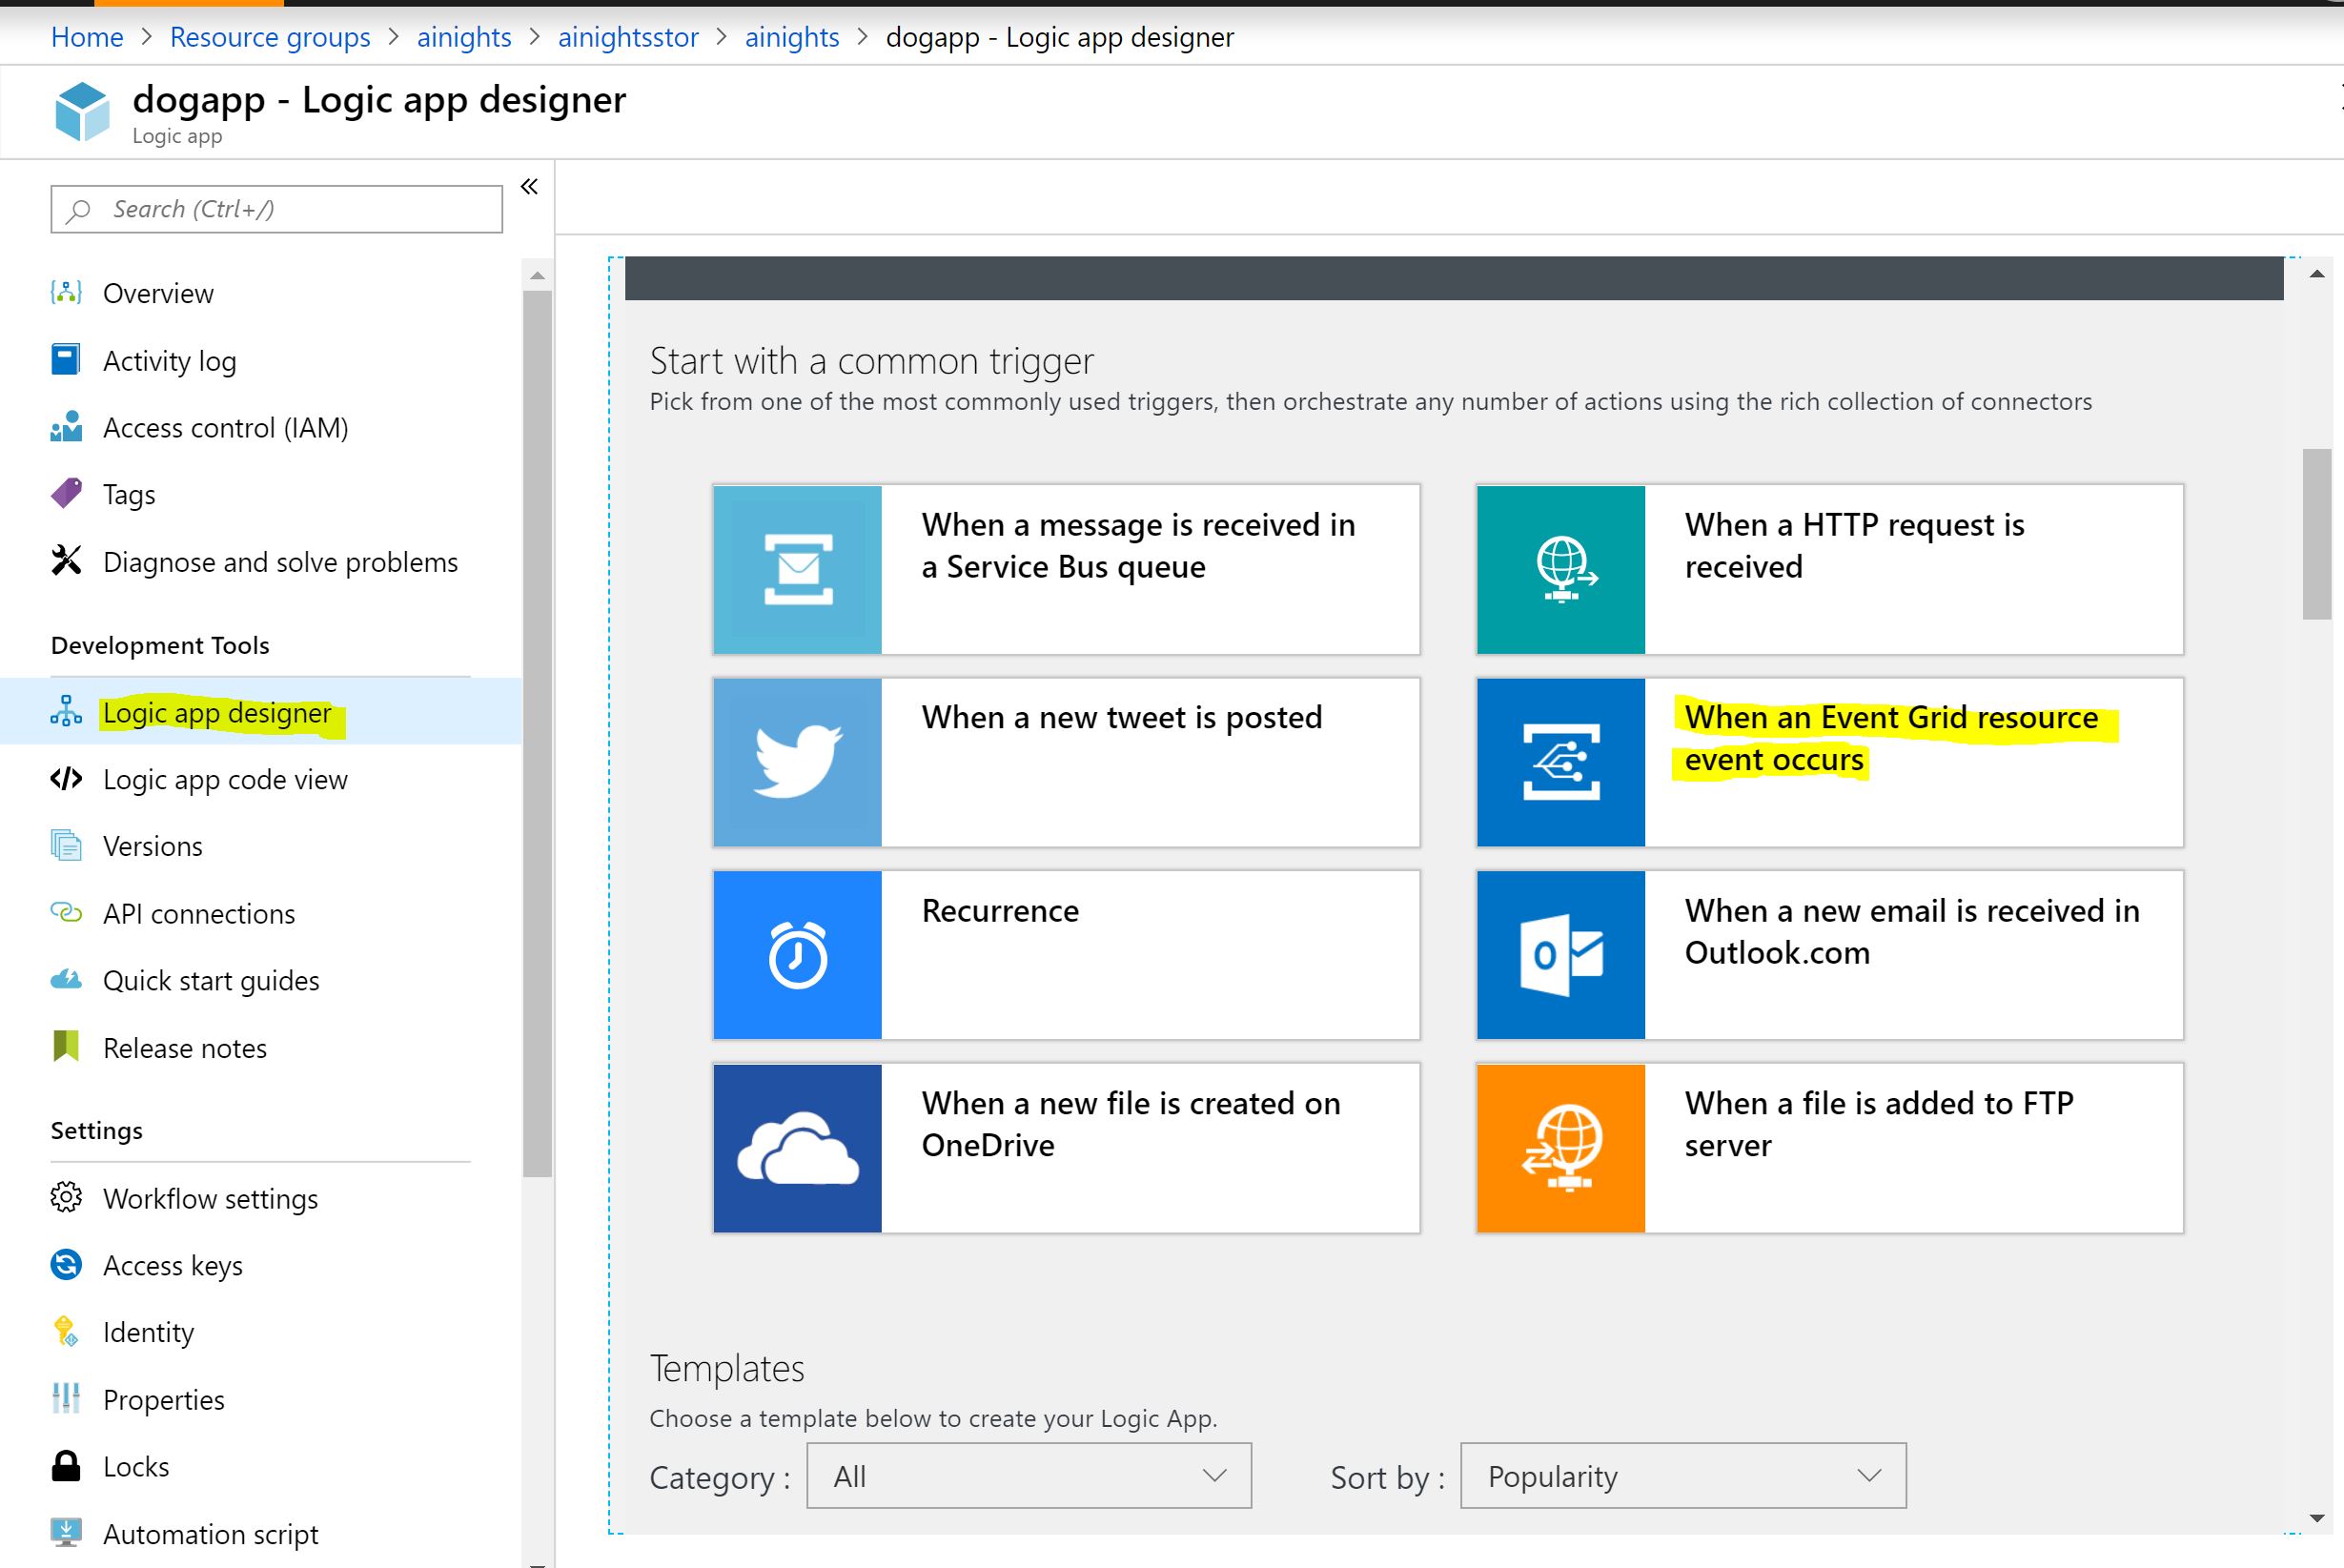 Home > Resource groups > ainights > ainightsstor > ainights > dogapp - Logic app designer
dogapp - Logic app designer
Logic app
Search (Ctrl+/)
Overview
Activity log
Access control (IAM)
Tags
Diagnose and solve problems
Development Tools
Logic app designer
Logic app code view
Versions
API connections
Quick start guides
Release notes
Settings
Workflow settings
Access keys
Identity
Properties
Locks
Automation script
Start with a common trigger
Pick from one of the most commonly used triggers, then orchestrate any number of actions using the rich collection of connectors
When a message is received in
a Service Bus queue
When a HTTP request is
received
When a new tweet is posted
When an Event Grid resource
event occurs
Recurrence
When a new email is received in
Outlook.com
When a new file is created on
OneDrive
When a file is added to FTP
server
Templates
Choose a template below to create your Logic App.
Category : All
Sort by : Popularity